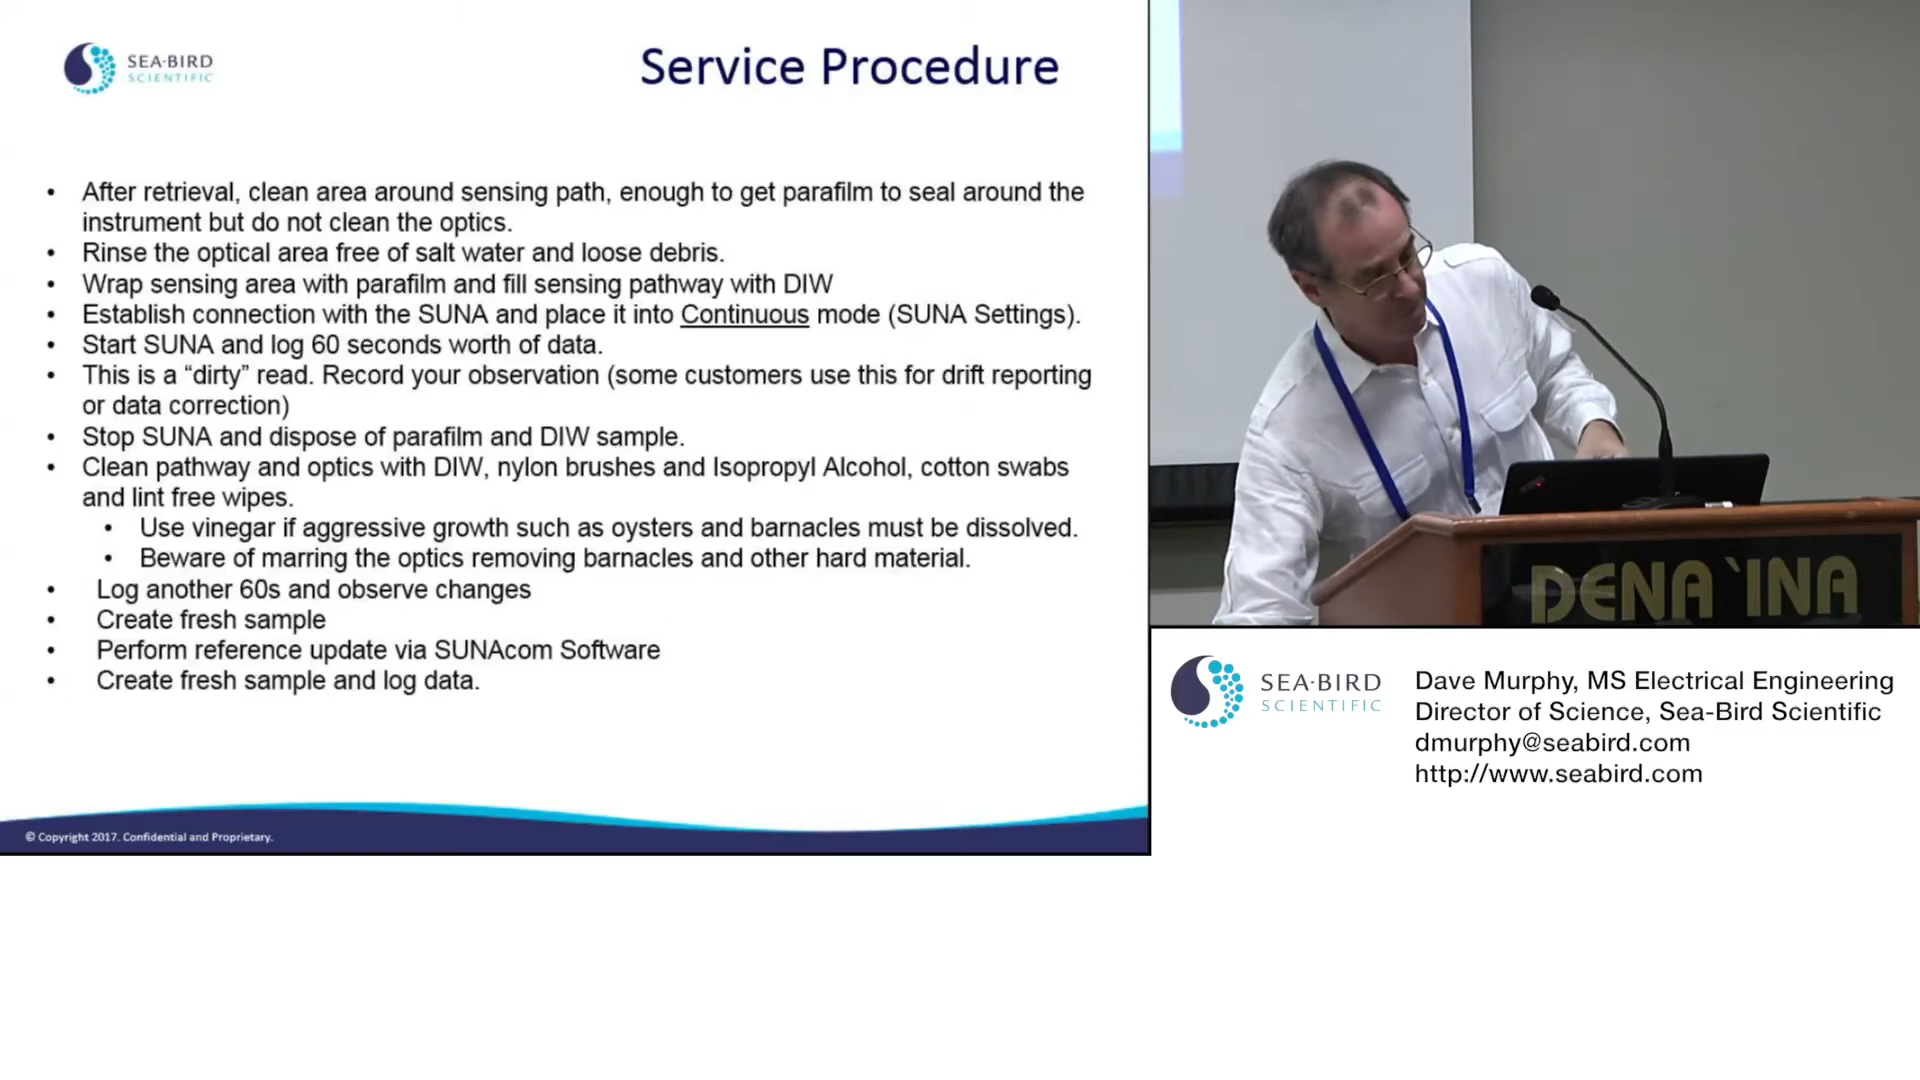 SEA·BIRD
SCIENTIFIC
Service Procedure
• After retrieval, clean area around sensing path, enough to get parafilm to seal around the
instrument but do not clean the optics.
• Rinse the optical area free of salt water and loose debris.
• Wrap sensing area with parafilm and fill sensing pathway with DIW
• Establish connection with the SUNA and place it into Continuous mode (SUNA Settings).
• Start SUNA and log 60 seconds worth of data.
• This is a “dirty” read. Record your observation (some customers use this for drift reporting
or data correction)
• Stop SUNA and dispose of parafilm and DIW sample.
• Clean pathway and optics with DIW, nylon brushes and Isopropyl Alcohol, cotton swabs
and lint free wipes.
• Use vinegar if aggressive growth such as oysters and barnacles must be dissolved.
• Beware of marring the optics removing barnacles and other hard material.
• Log another 60s and observe changes
• Create fresh sample
• Perform reference update via SUNAcom Software
• Create fresh sample and log data.
© Copyright 2017. Confidential and Proprietary.
DENA'INA
SEA·BIRD
SCIENTIFIC
Dave Murphy, MS Electrical Engineering
Director of Science, Sea-Bird Scientific
dmurphy@seabird.com
http://www.seabird.com